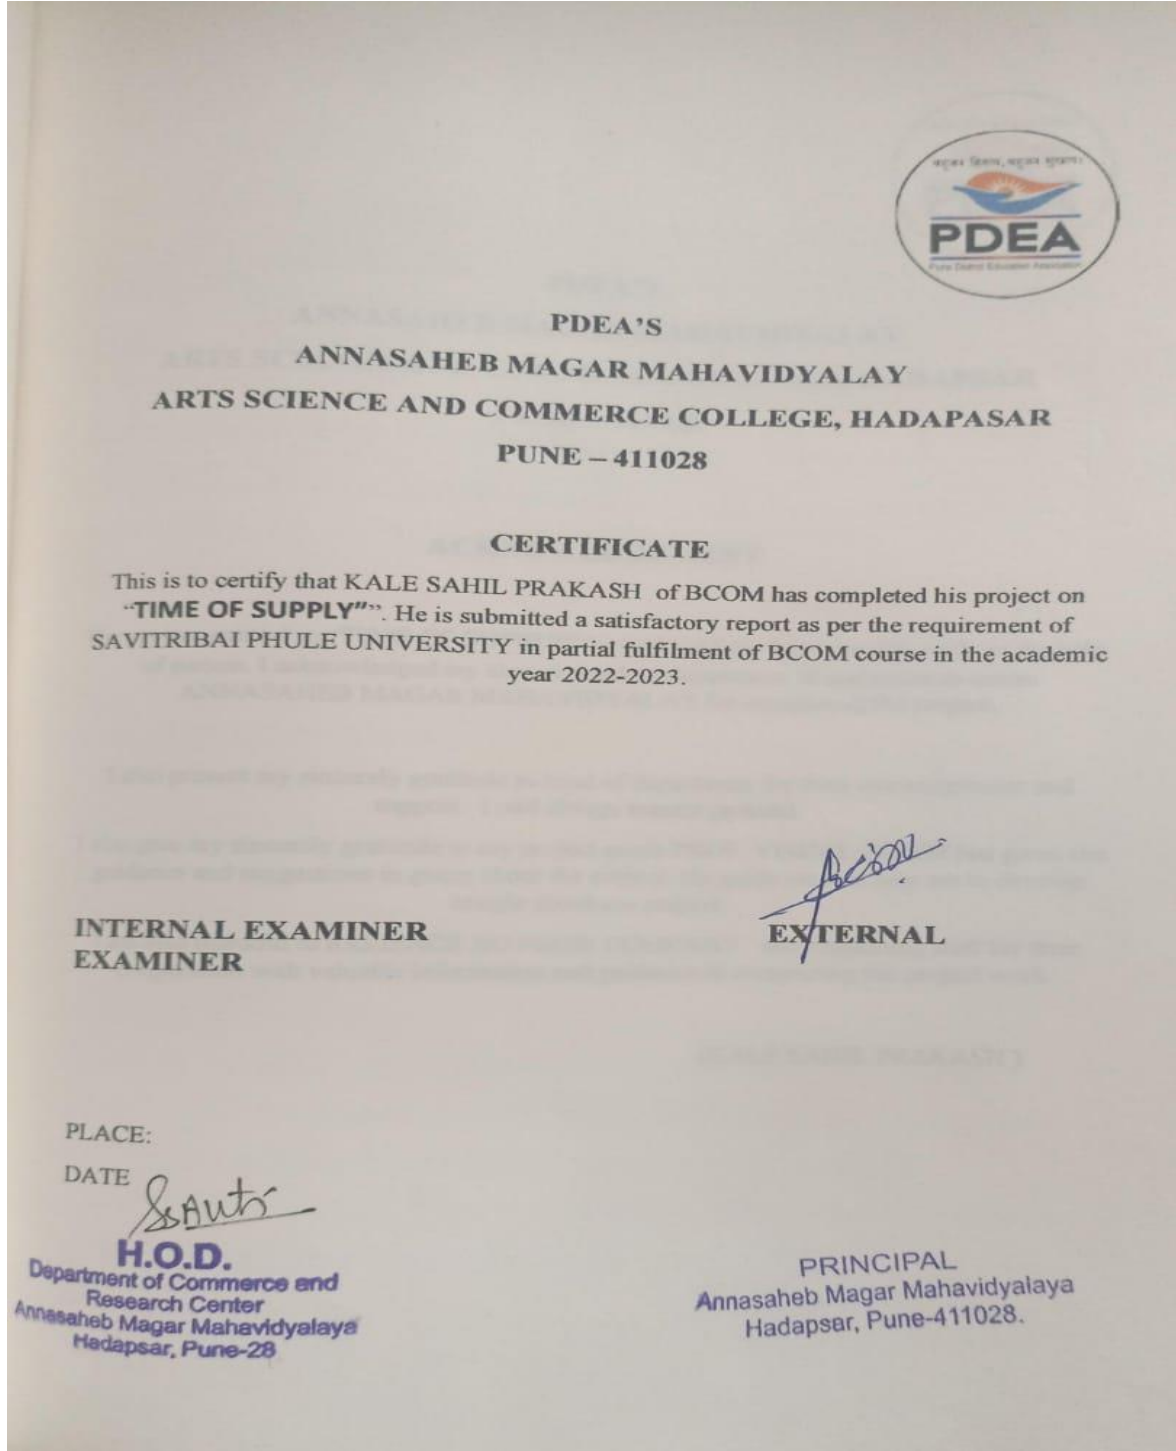 PDEA
Pune District Education Association
PDEA'S
ANNASAHEB MAGAR MAHAVIDYALAY
ARTS SCIENCE AND COMMERCE COLLEGE, HADAPASAR
PUNE – 411028
CERTIFICATE
This is to certify that KALE SAHIL PRAKASH of BCOM has completed his project on
“TIME OF SUPPLY””. He is submitted a satisfactory report as per the requirement of
SAVITRIBAI PHULE UNIVERSITY in partial fulfilment of BCOM course in the academic
year 2022-2023.
INTERNAL EXAMINER EXTERNAL
EXAMINER
PLACE:
DATE
H.O.D.
Department of Commerce and
Research Center
Annasaheb Magar Mahavidyalaya
Hadapsar, Pune-28
PRINCIPAL
Annasaheb Magar Mahavidyalaya
Hadapsar, Pune-411028.